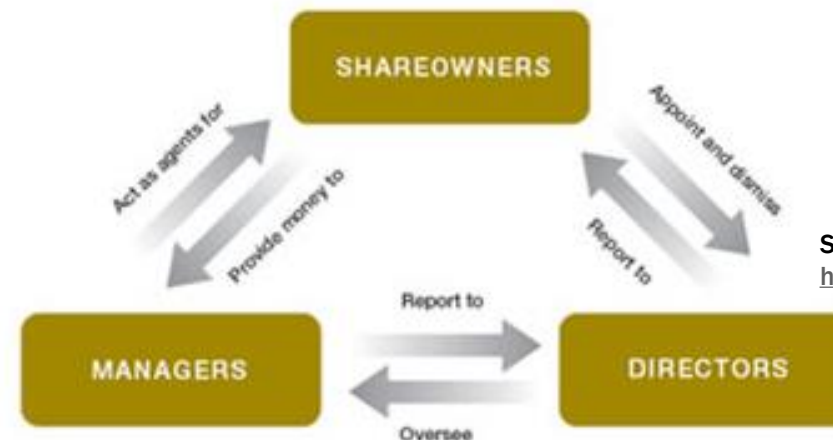 SHAREOWNERS
Act as agents for
Provide money to
Appoint and dismiss
Report to
Report to
MANAGERS
DIRECTORS
Oversee